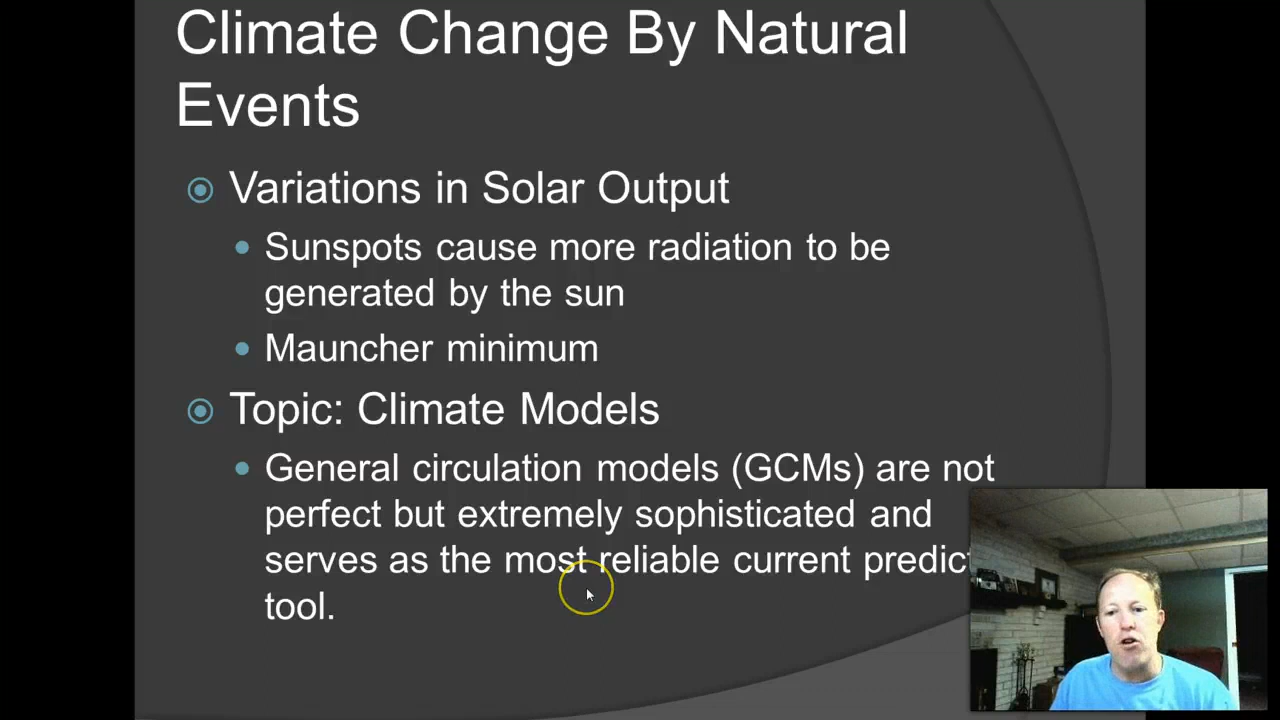 Climate Change By Natural
Events
Variations in Solar Output
Sunspots cause more radiation to be
generated by the sun
Mauncher minimum
Topic: Climate Models
General circulation models (GCMs) are not
perfect but extremely sophisticated and
serves as the most reliable current predict
tool.